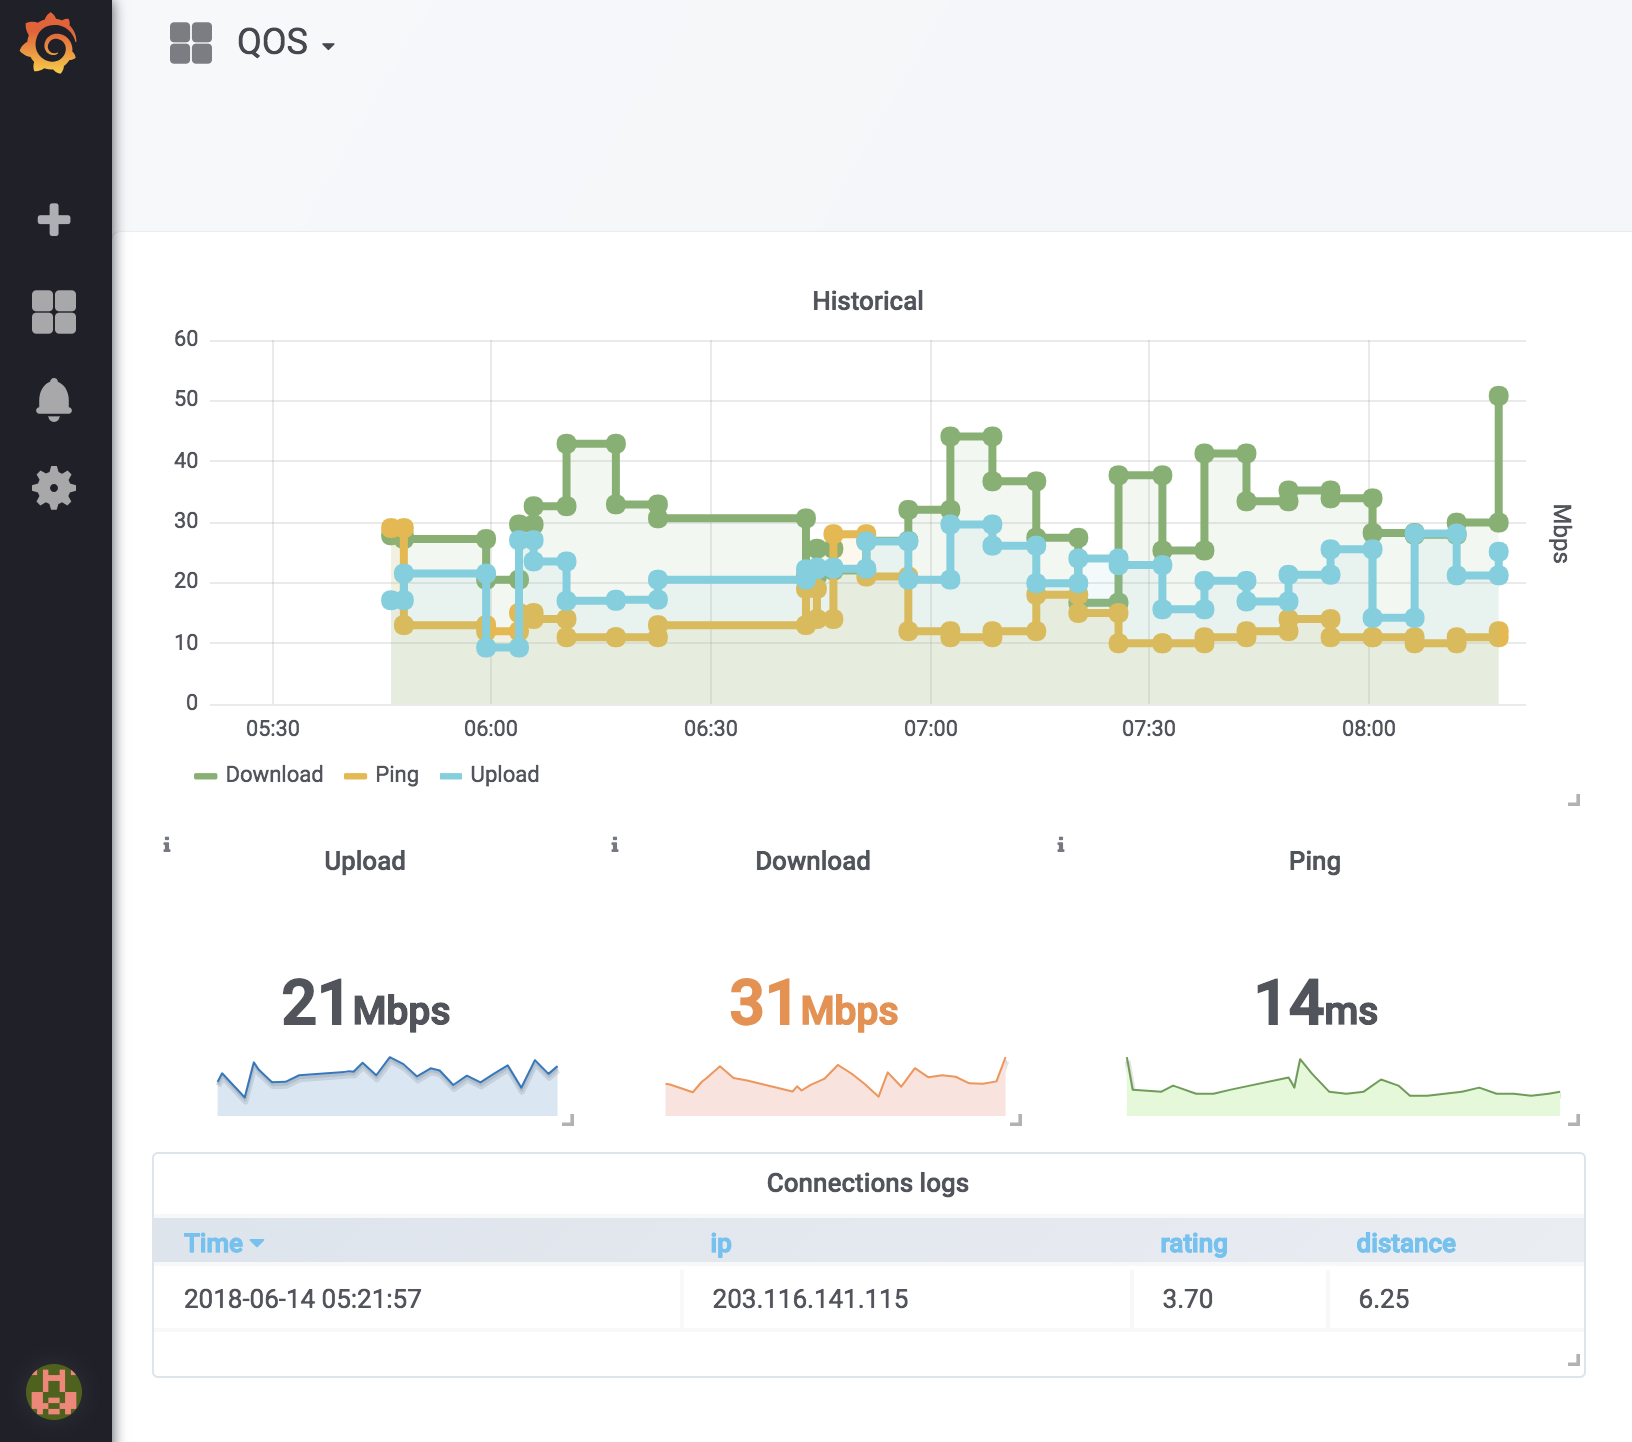 QOS
Historical
60
50
40
30
20
10
0
Mbps
05:30 06:00 06:30 07:00 07:30 08:00
Download Ping Upload
i i i
Upload Download Ping
21Mbps 31Mbps 14ms
Connections logs
Time ip rating distance
2018-06-14 05:21:57 203.116.141.115 3.70 6.25